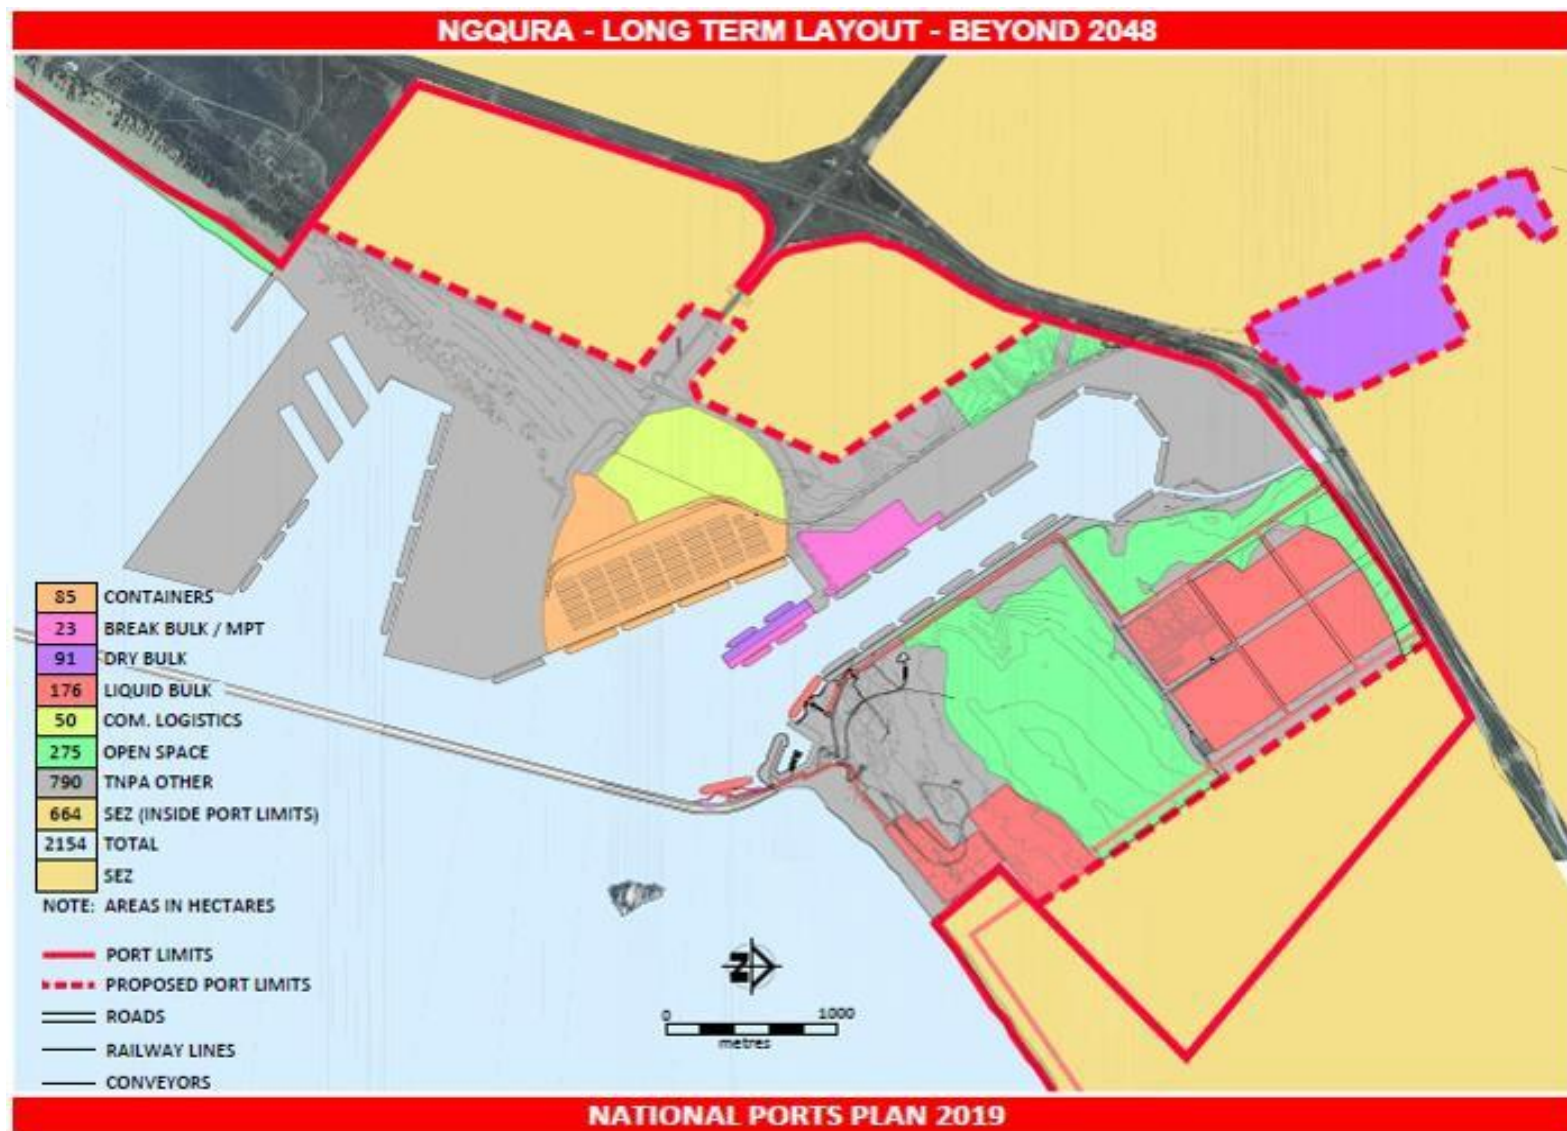 NGQURA - LONG TERM LAYOUT - BEYOND 2048
85 CONTAINERS
23 BREAK BULK / MPT
91 DRY BULK
176 LIQUID BULK
50 COM. LOGISTICS
275 OPEN SPACE
790 TNPA OTHER
664 SEZ (INSIDE PORT LIMITS)
2154 TOTAL
SEZ
NOTE: AREAS IN HECTARES
PORT LIMITS
PROPOSED PORT LIMITS
ROADS
RAILWAY LINES
CONVEYORS
N
0 1000
metres
NATIONAL PORTS PLAN 2019